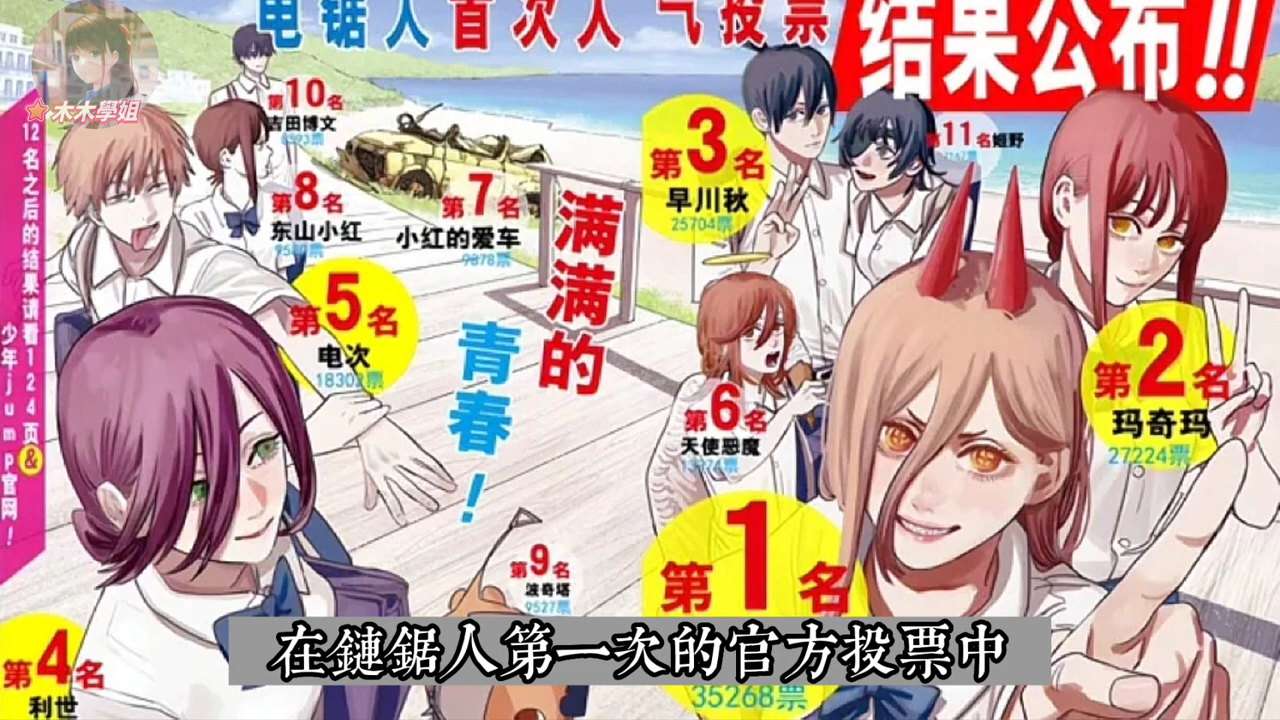 电锯人首次人气投票
结果公布!!
木木學姐
12名之后的结果请看124页&
少年jump官网！
第10名
吉田博文
第11名姬野
第3名
早川秋
25704票
第8名
东山小红
第7名
小红的爱车
9878票
满满的
青春！
第5名
电次
18302票
第2名
玛奇玛
27224票
第6名
天使恶魔
第9名
波奇塔
9527票
第1名
35268票
第4名
利世
在鏈鋸人第一次的官方投票中